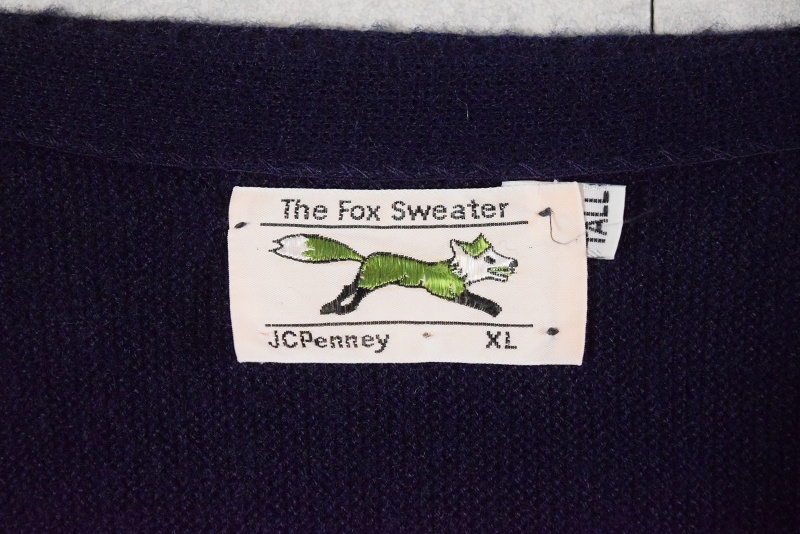 The Fox Sweater
TALL
JCPenney XL